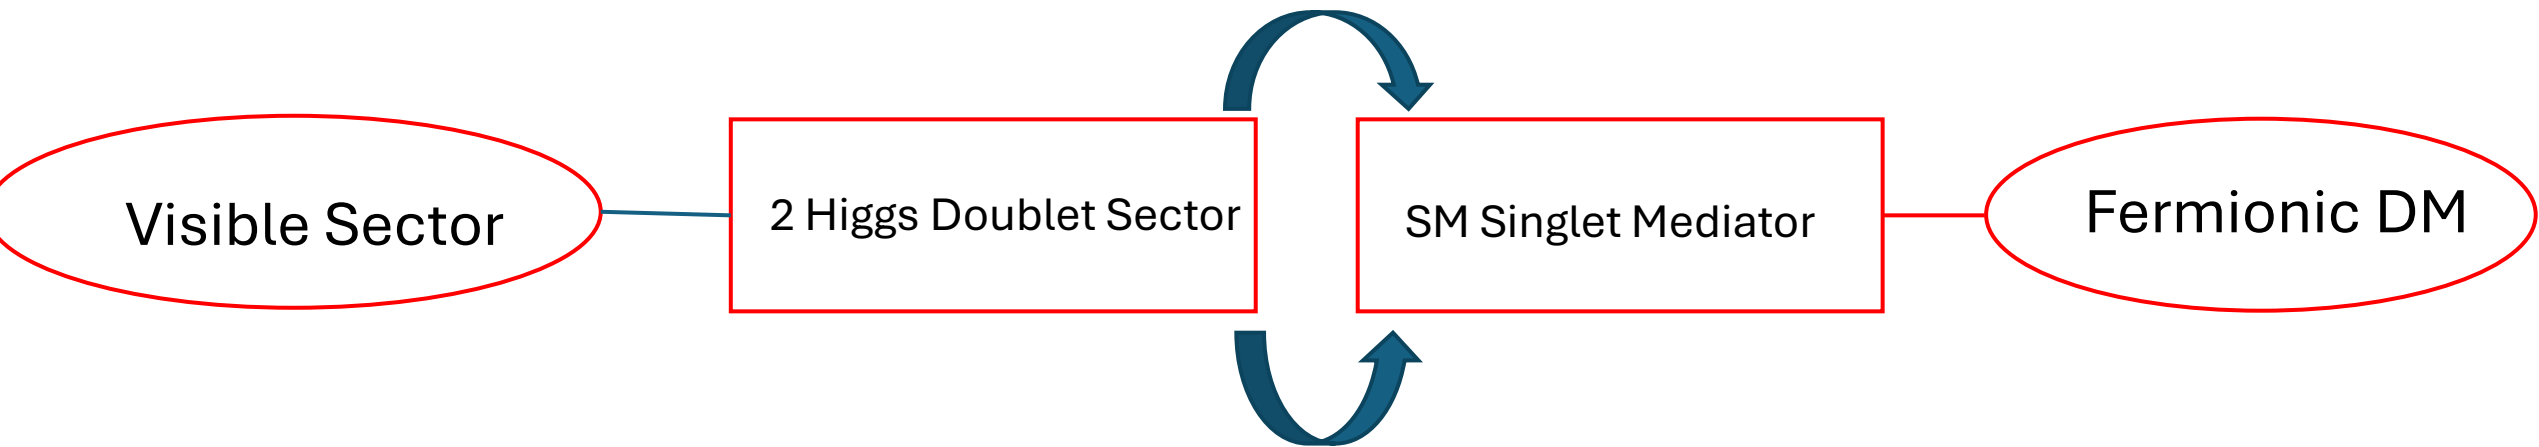 Visible Sector
2 Higgs Doublet Sector
SM Singlet Mediator
Fermionic DM